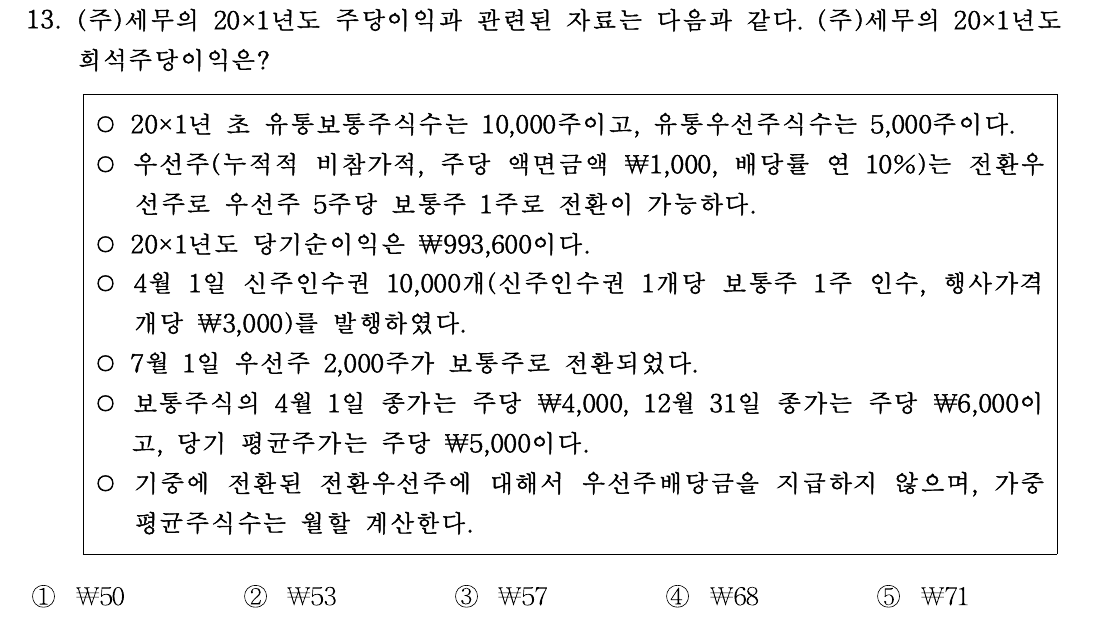 13. (주)세무의 20×1년도 주당이익과 관련된 자료는 다음과 같다. (주)세무의 20×1년도
희석주당이익은?
○ 20×1년 초 유통보통주식수는 10,000주이고, 유통우선주식수는 5,000주이다.
○ 우선주(누적적 비참가적, 주당 액면금액 ₩1,000, 배당률 연 10%)는 전환우
선주로 우선주 5주당 보통주 1주로 전환이 가능하다.
○ 20×1년도 당기순이익은 ₩993,600이다.
○ 4월 1일 신주인수권 10,000개(신주인수권 1개당 보통주 1주 인수, 행사가격
개당 ₩3,000)를 발행하였다.
○ 7월 1일 우선주 2,000주가 보통주로 전환되었다.
○ 보통주식의 4월 1일 종가는 주당 ₩4,000, 12월 31일 종가는 주당 ₩6,000이
고, 당기 평균주가는 주당 ₩5,000이다.
○ 기중에 전환된 전환우선주에 대해서 우선주배당금을 지급하지 않으며, 가중
평균주식수는 월할 계산한다.
① ₩50 ② ₩53 ③ ₩57 ④ ₩68 ⑤ ₩71